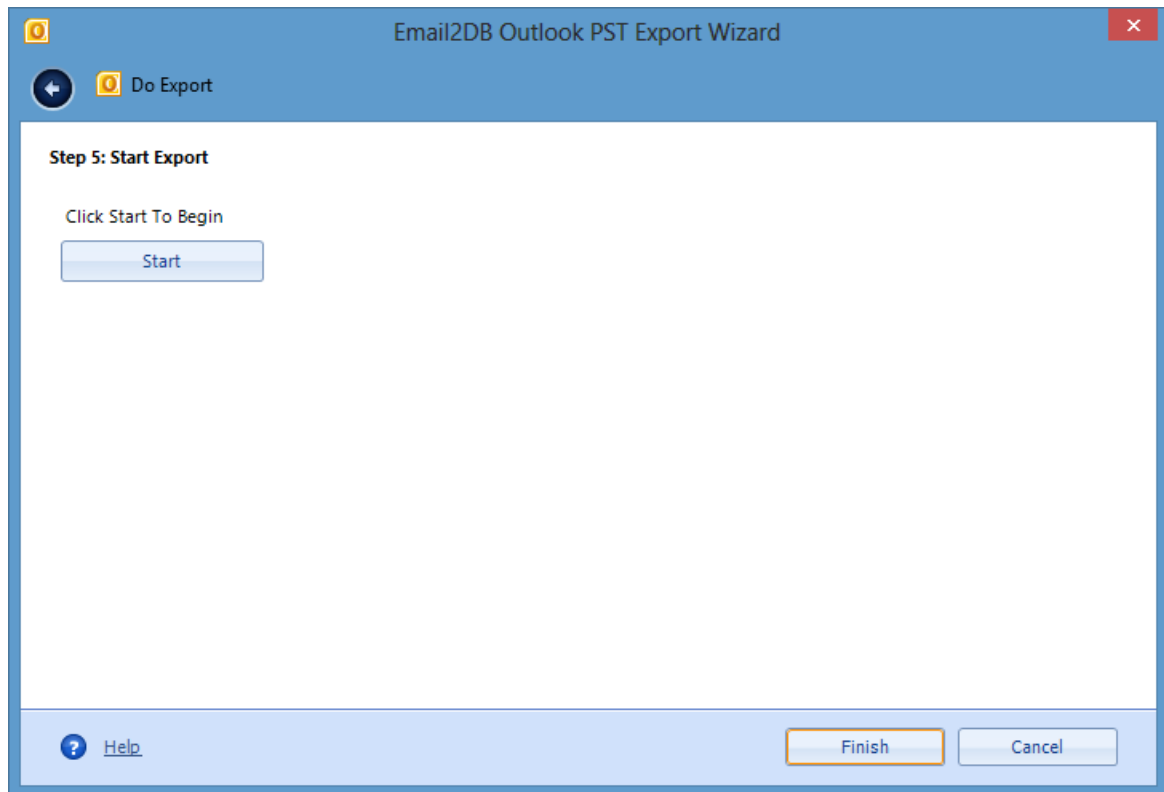 Email2DB Outlook PST Export Wizard
Do Export
Step 5: Start Export
Click Start To Begin
Start
Help
Finish
Cancel